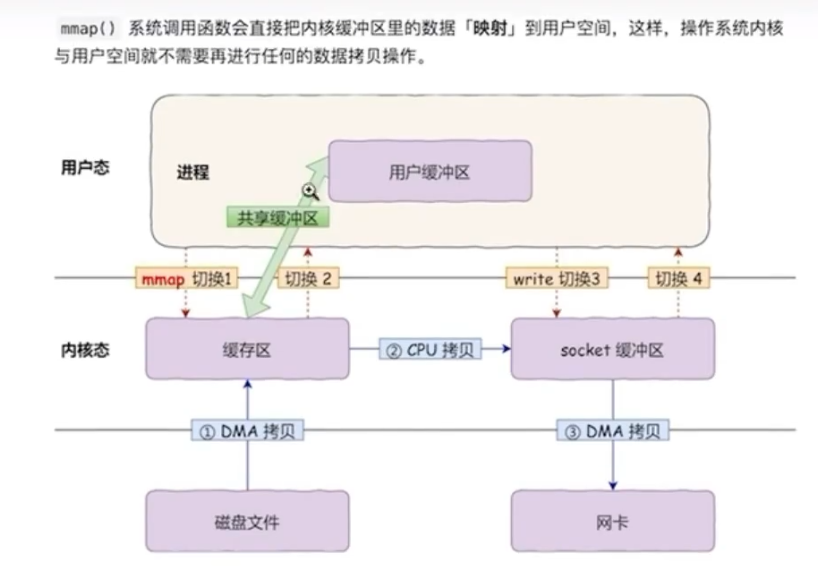 mmap() 系统调用函数会直接把内核缓冲区里的数据「映射」到用户空间，这样，操作系统内核
与用户空间就不需要再进行任何的数据拷贝操作。
用户态
进程
用户缓冲区
共享缓冲区
mmap 切换1
切换 2
write 切换3
切换 4
内核态
缓存区
② CPU 拷贝
socket 缓冲区
① DMA 拷贝
③ DMA 拷贝
磁盘文件
网卡